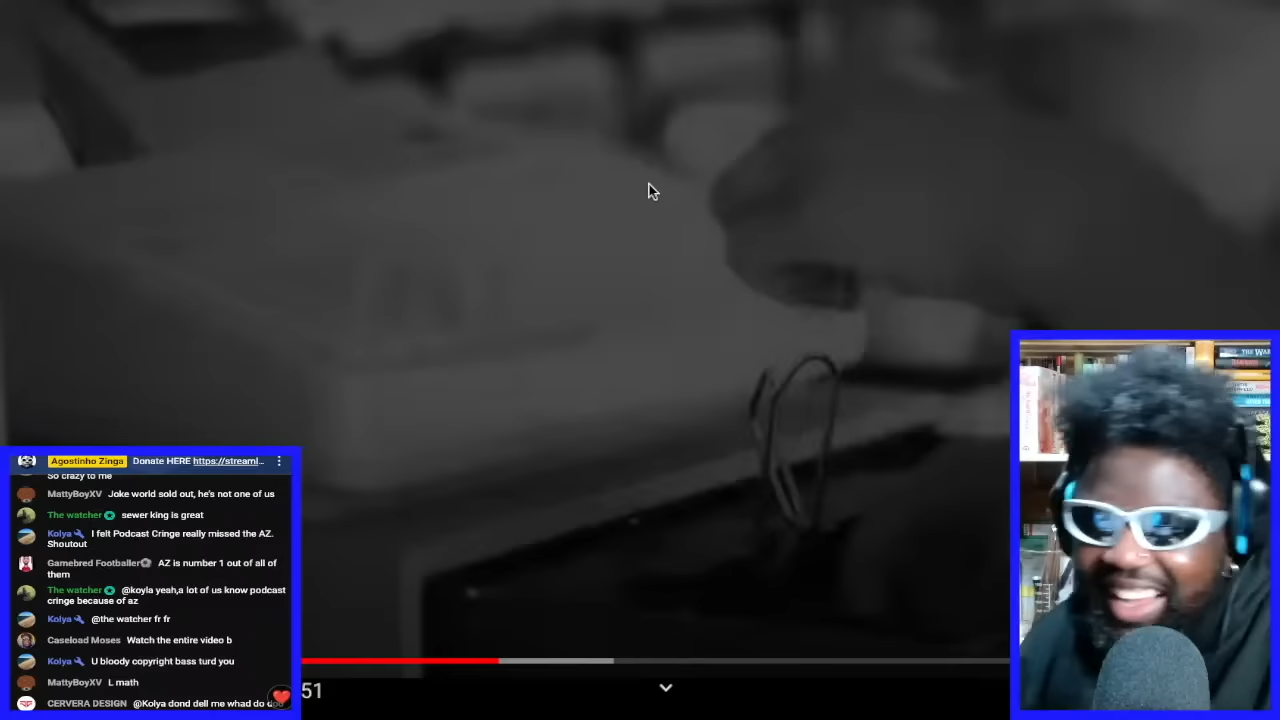 Agostinho Zinga Donate HERE https://streaml...
So crazy to me
MattyBoyXV Joke world sold out, he's not one of us
The watcher sewer king is great
Kolya I felt Podcast Cringe really missed the AZ.
Shoutout
Gamebred Footballer AZ is number 1 out of all of
them
The watcher @koyla yeah,a lot of us know podcast
cringe because of az
Kolya @the watcher fr fr
Caseload Moses Watch the entire video b
Kolya U bloody copyright bass turd you
MattyBoyXV L math
CERVERA DESIGN @Kolya dond dell me whad do
51
THE WAR